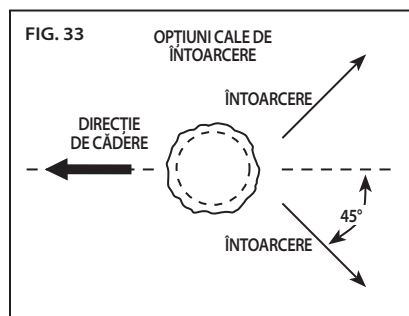 FIG. 33
OPȚIUNI CALE DE
ÎNTOARCERE
ÎNTOARCERE
DIRECȚIE
DE CĂDERE
45°
ÎNTOARCERE